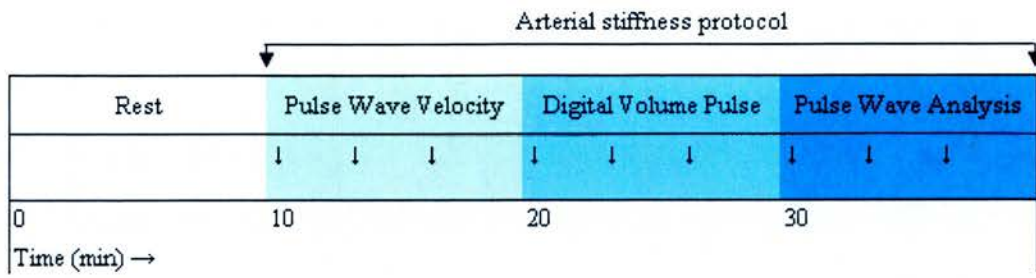 Arterial stiffness protocol
Rest Pulse Wave Velocity Digital Volume Pulse Pulse Wave Analysis
↓ ↓ ↓ ↓ ↓ ↓ ↓ ↓ ↓
0 10 20 30
Time (min) →